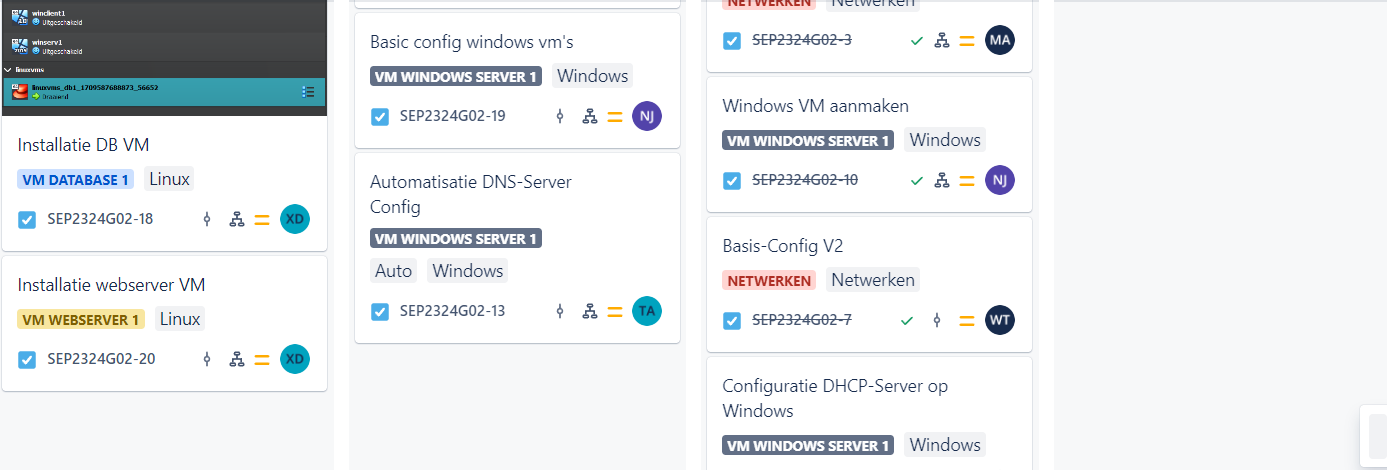 winclient1
Uitgeschakeld
winserv1
Uitgeschakeld
linuxvms
linuxvms_db1_1709587688873_56652
Draaiend
Installatie DB VM
VM DATABASE 1 Linux
SEP2324G02-18 XD
Installatie webserver VM
VM WEBSERVER 1 Linux
SEP2324G02-20 XD
Basic config windows vm's
VM WINDOWS SERVER 1 Windows
SEP2324G02-19 NJ
Automatisatie DNS-Server
Config
VM WINDOWS SERVER 1
Auto Windows
SEP2324G02-13 TA
NETWERKEN Netwerken
SEP2324G02-3 MA
Windows VM aanmaken
VM WINDOWS SERVER 1 Windows
SEP2324G02-10 NJ
Basis-Config V2
NETWERKEN Netwerken
SEP2324G02-7 WT
Configuratie DHCP-Server op
Windows
VM WINDOWS SERVER 1 Windows